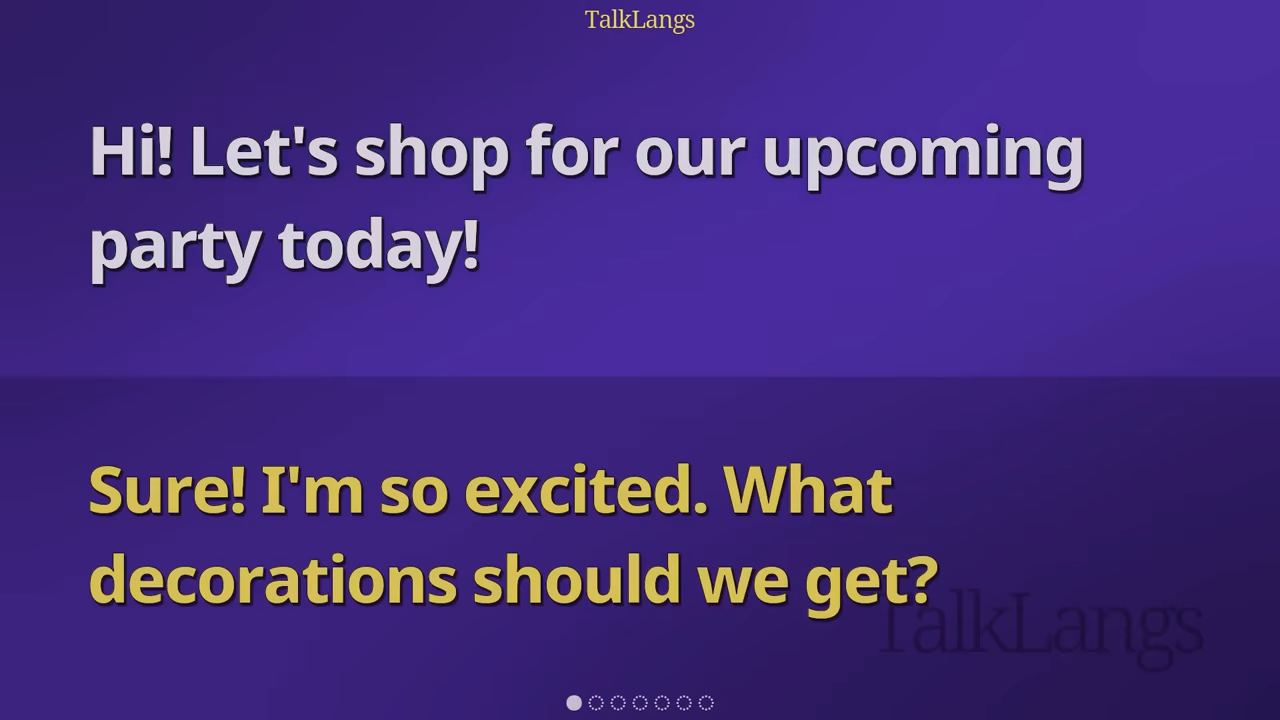 TalkLangs
Hi! Let's shop for our upcoming
party today!
Sure! I'm so excited. What
decorations should we get?
TalkLangs